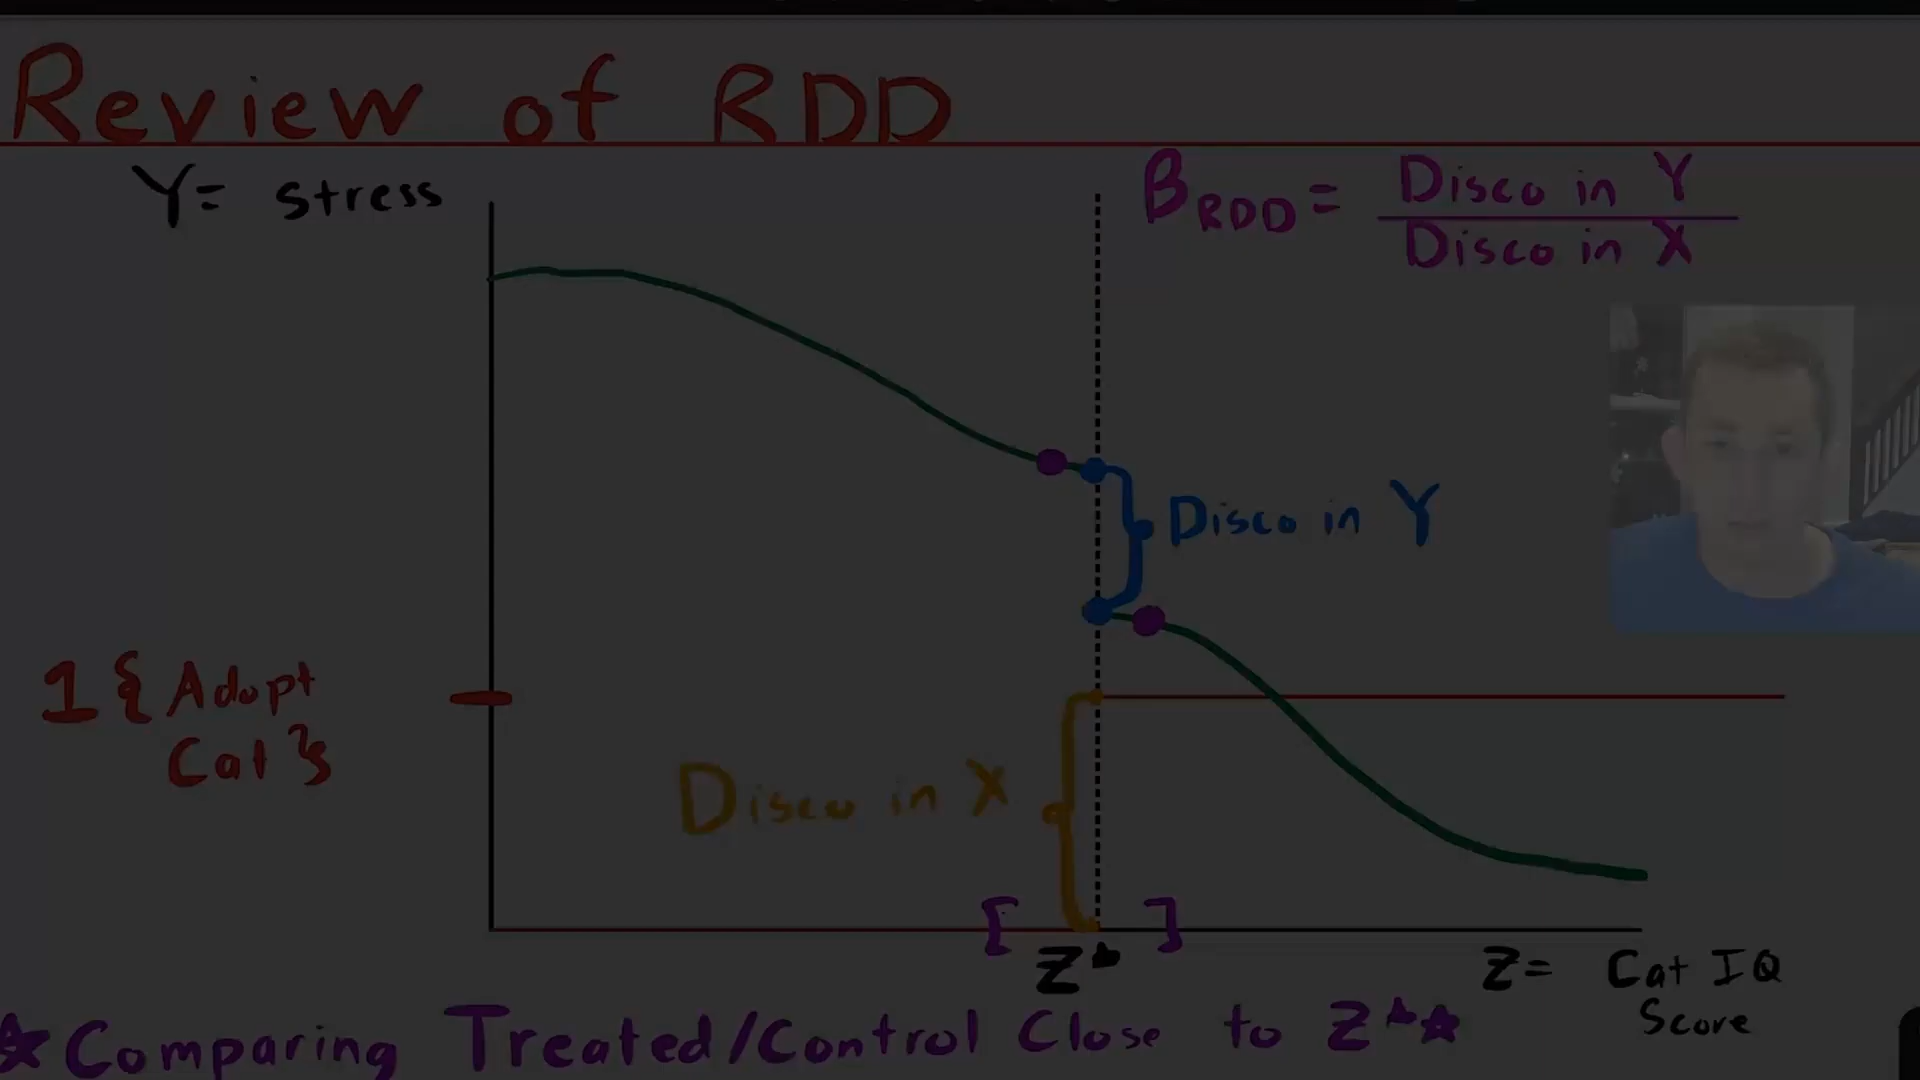 Review of RDD
Y = stress
BRDD = Disco in Y
Disco in X
Disco in Y
1{Adopt
Cat}
Disco in X
[ ]
Z*
Z = Cat IQ
Score
★Comparing Treated/Control Close to Z*★